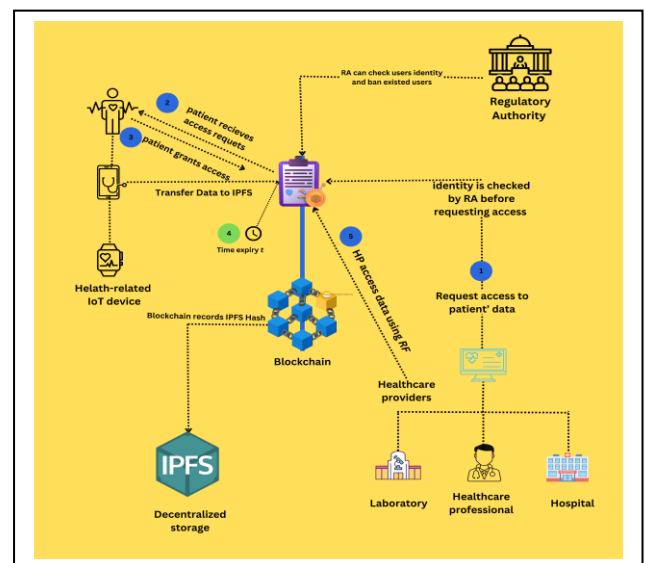 RA can check users identity
and ban existed users
Regulatory
Authority
2
patient recieves
access requets
3
patient grants access
Transfer Data to IPFS
identity is checked
by RA before
requesting access
4
Time expiry t
5
HP access data using RF
1
Request access to
patient' data
Helath-related
IoT device
Blockchain records IPFS Hash
Blockchain
Healthcare
providers
IPFS
Decentralized
storage
Laboratory
Healthcare
professional
Hospital